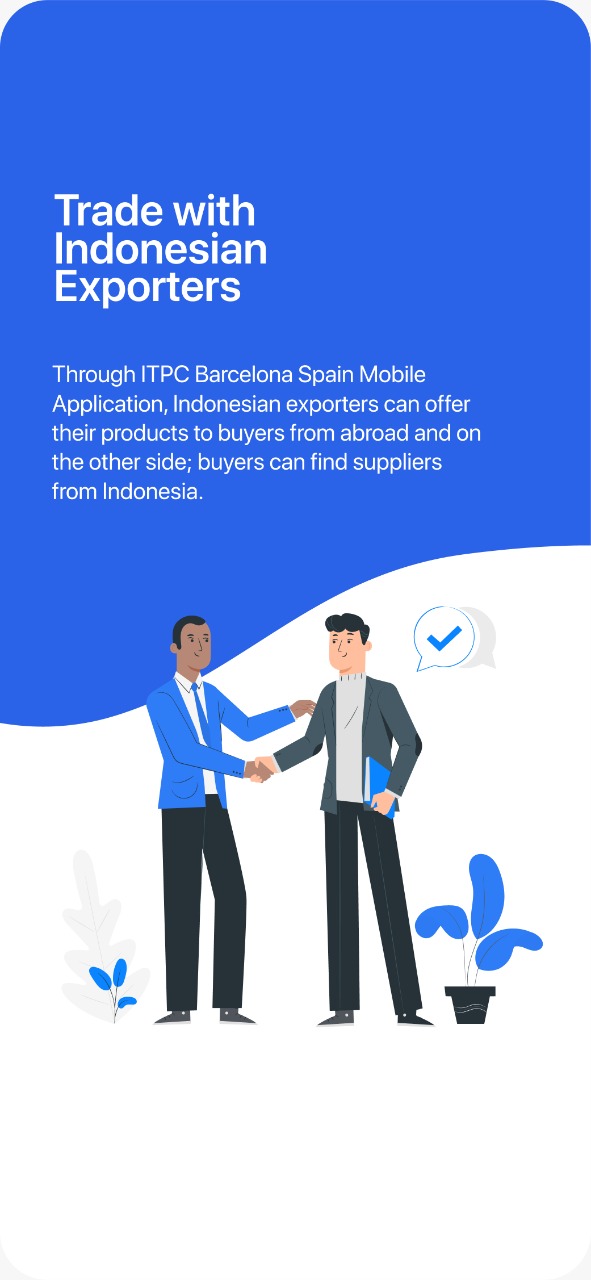 Trade with
Indonesian
Exporters
Through ITPC Barcelona Spain Mobile
Application, Indonesian exporters can offer
their products to buyers from abroad and on
the other side; buyers can find suppliers
from Indonesia.